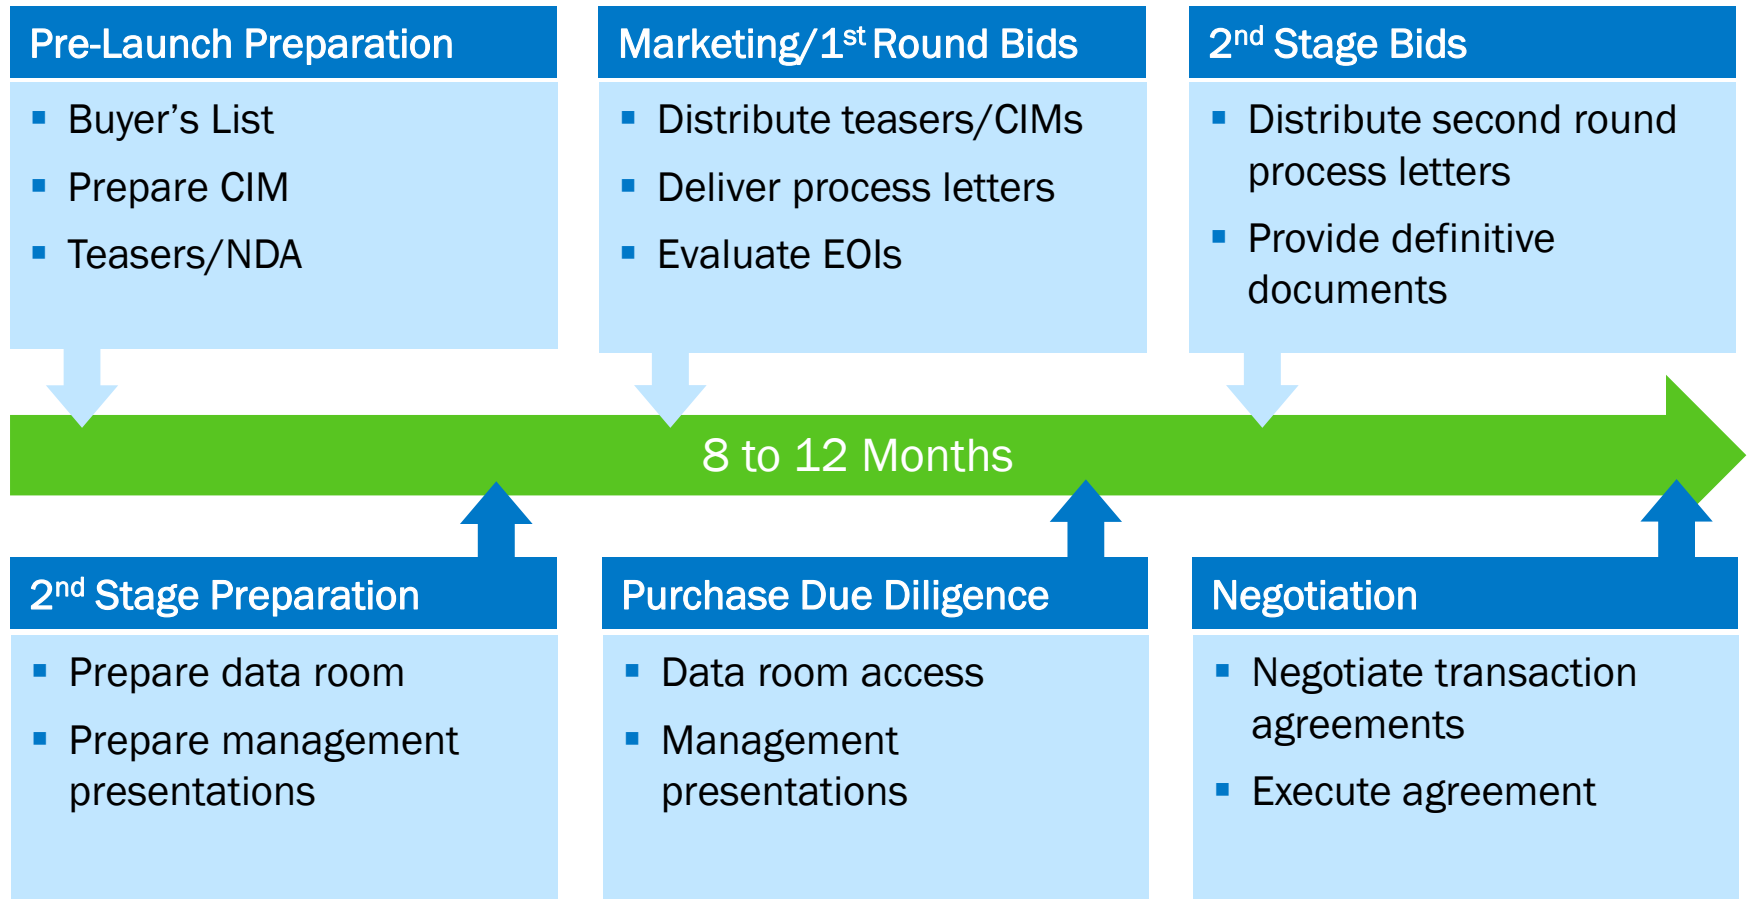 Pre-Launch Preparation
▪ Buyer’s List
▪ Prepare CIM
▪ Teasers/NDA
Marketing/1st Round Bids
▪ Distribute teasers/CIMs
▪ Deliver process letters
▪ Evaluate EOIs
2nd Stage Bids
▪ Distribute second round
process letters
▪ Provide definitive
documents
8 to 12 Months
2nd Stage Preparation
▪ Prepare data room
▪ Prepare management
presentations
Purchase Due Diligence
▪ Data room access
▪ Management
presentations
Negotiation
▪ Negotiate transaction
agreements
▪ Execute agreement